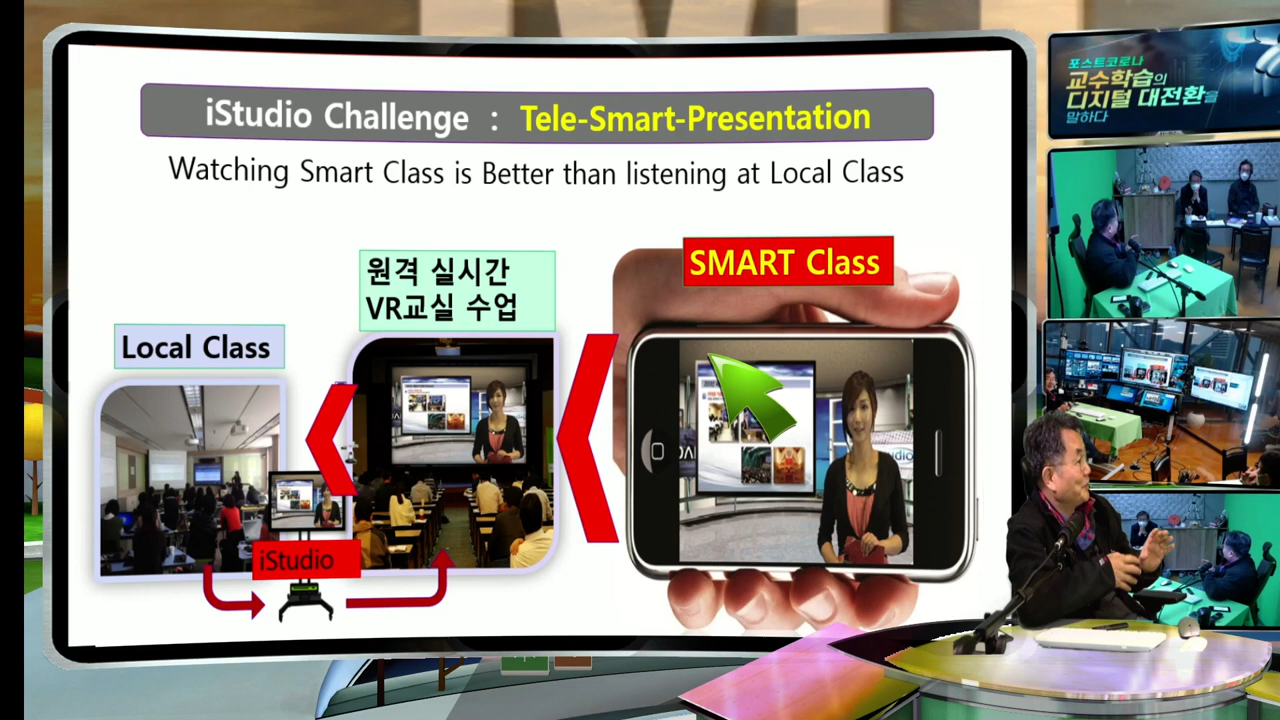 iStudio Challenge : Tele-Smart-Presentation
Watching Smart Class is Better than listening at Local Class
SMART Class
원격 실시간
VR교실 수업
Local Class
iStudio
포스트코로나
교수학습의
디지털 대전환을
말하다